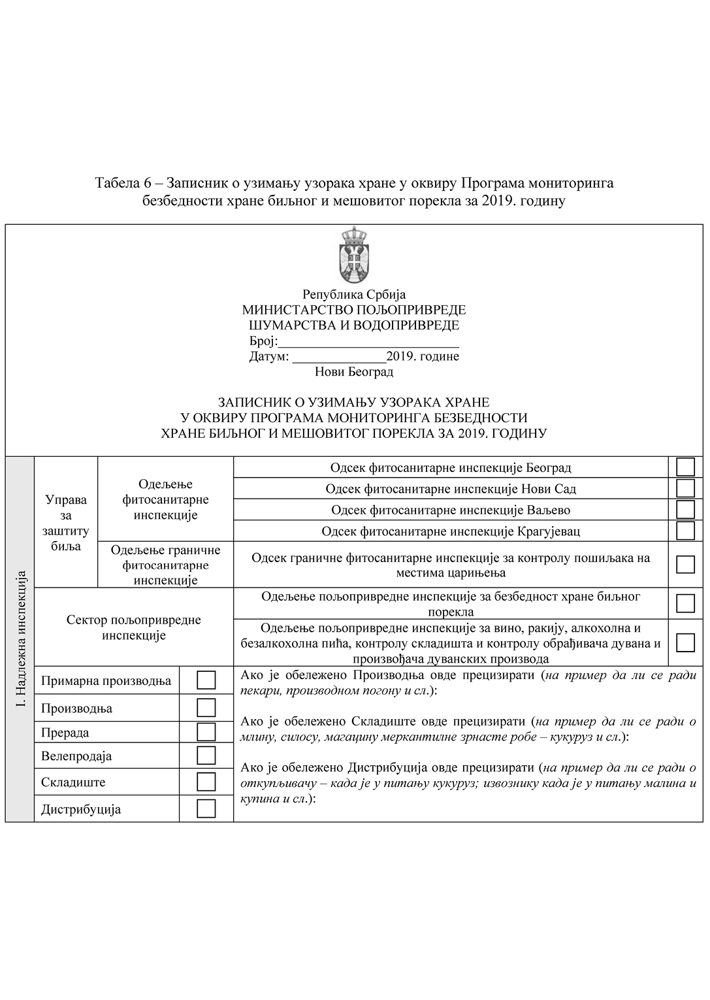 Табела 6 – Записник о узимању узорака хране у оквиру Програма мониторинга
безбедности хране биљног и мешовитог порекла за 2019. годину
Република Србија
МИНИСТАРСТВО ПОЉОПРИВРЕДЕ
ШУМАРСТВА И ВОДОПРИВРЕДЕ
Број:__________________________
Датум: ______________2019. године
Нови Београд
ЗАПИСНИК О УЗИМАЊУ УЗОРАКА ХРАНЕ
У ОКВИРУ ПРОГРАМА МОНИТОРИНГА БЕЗБЕДНОСТИ
ХРАНЕ БИЉНОГ И МЕШОВИТОГ ПОРЕКЛА ЗА 2019. ГОДИНУ
I. Надлежна инспекција
Управа
за
заштиту
биља
Одељење
фитосанитарне
инспекције
Одсек фитосанитарне инспекције Београд
Одсек фитосанитарне инспекције Нови Сад
Одсек фитосанитарне инспекције Ваљево
Одсек фитосанитарне инспекције Крагујевац
Одељење граничне
фитосанитарне
инспекције
Одсек граничне фитосанитарне инспекције за контролу пошиљака на
местима царињења
Сектор пољопривредне
инспекције
Одељење пољопривредне инспекције за безбедност хране биљног
порекла
Одељење пољопривредне инспекције за вино, ракију, алкохолна и
безалкохолна пића, контролу складишта и контролу обрађивача дувана и
произвођача дуванских производа
Примарна производња
Производња
Прерада
Велепродаја
Складиште
Дистрибуција
Ако је обележено Производња овде прецизирати (на пример да ли се ради
пекари, производном погону и сл.):
Ако је обележено Складиште овде прецизирати (на пример да ли се ради о
млину, силосу, магацину меркантилне зрнасте робе – кукуруз и сл.):
Ако је обележено Дистрибуција овде прецизирати (на пример да ли се ради о
откупљивачу – када је у питању кукуруз; извознику када је у питању малина и
купина и сл.):